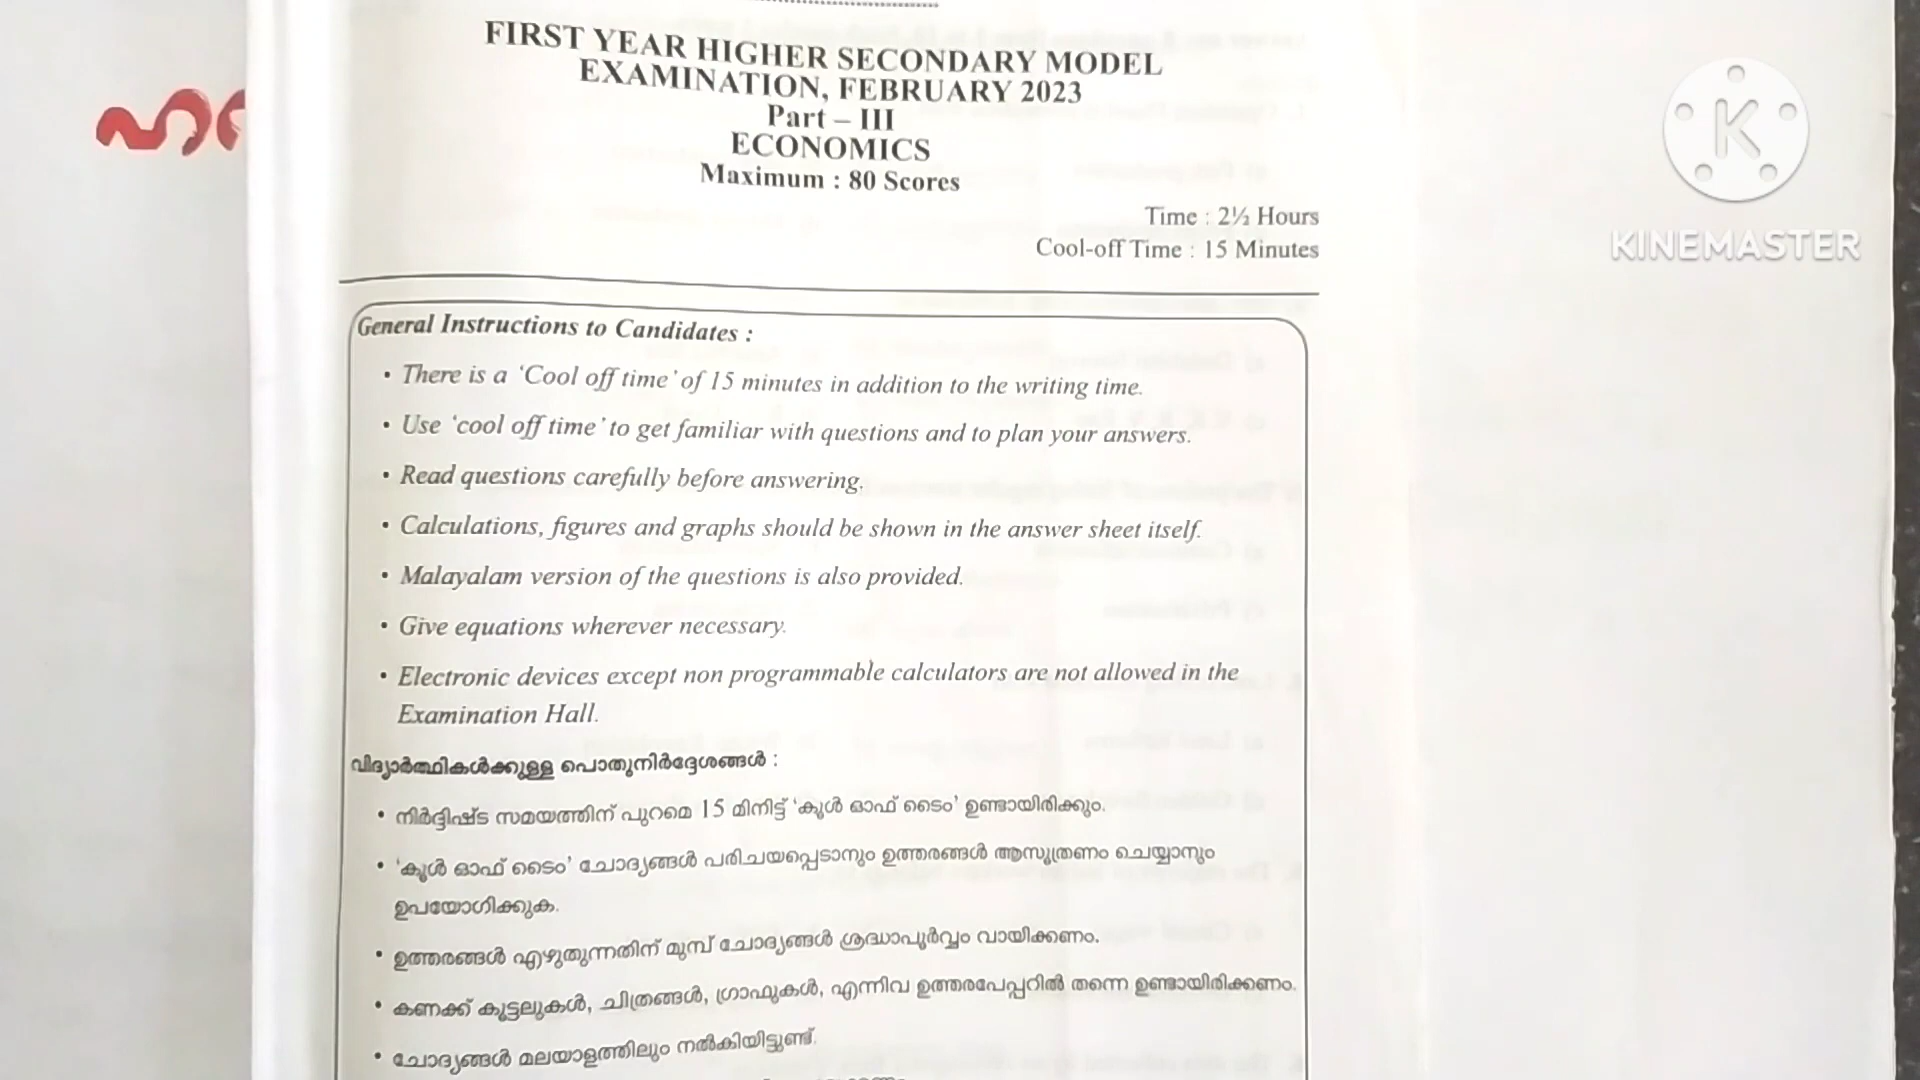 FIRST YEAR HIGHER SECONDARY MODEL
EXAMINATION, FEBRUARY 2023
Part – III
ECONOMICS
Maximum : 80 Scores
Time : 2½ Hours
Cool-off Time : 15 Minutes
General Instructions to Candidates :
• There is a ‘Cool off time’ of 15 minutes in addition to the writing time.
• Use ‘cool off time’ to get familiar with questions and to plan your answers.
• Read questions carefully before answering.
• Calculations, figures and graphs should be shown in the answer sheet itself.
• Malayalam version of the questions is also provided.
• Give equations wherever necessary.
• Electronic devices except non programmable calculators are not allowed in the
Examination Hall.
വിദ്യാർത്ഥികൾക്കുള്ള പൊതുനിർദ്ദേശങ്ങൾ :
• നിർദ്ദിഷ്ട സമയത്തിന് പുറമെ 15 മിനിട്ട് ‘കൂൾ ഓഫ് ടൈം’ ഉണ്ടായിരിക്കും.
• ‘കൂൾ ഓഫ് ടൈം’ ചോദ്യങ്ങൾ പരിചയപ്പെടാനും ഉത്തരങ്ങൾ ആസൂത്രണം ചെയ്യാനും
ഉപയോഗിക്കുക.
• ഉത്തരങ്ങൾ എഴുതുന്നതിന് മുമ്പ് ചോദ്യങ്ങൾ ശ്രദ്ധാപൂർവ്വം വായിക്കണം.
• കണക്ക് കൂട്ടലുകൾ, ചിത്രങ്ങൾ, ഗ്രാഫുകൾ, എന്നിവ ഉത്തരപേപ്പറിൽ തന്നെ ഉണ്ടായിരിക്കണം.
• ചോദ്യങ്ങൾ മലയാളത്തിലും നൽകിയിട്ടുണ്ട്.
K
KINEMASTER